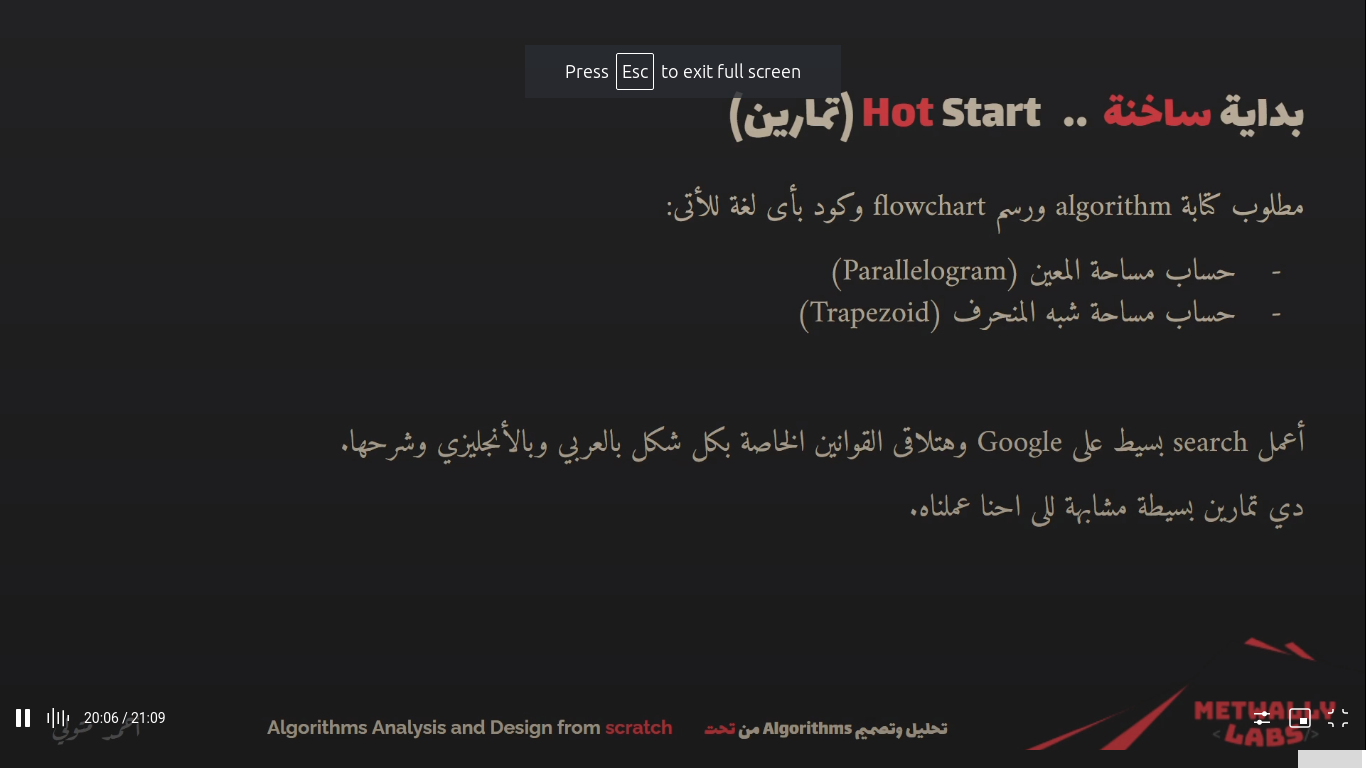 Press Esc to exit full screen
بداية ساخنة .. Hot Start (تمارين)
مطلوب كتابة algorithm ورسم flowchart وكود بأى لغة للأتى:
- حساب مساحة المعين (Parallelogram)
- حساب مساحة شبه المنحرف (Trapezoid)
أعمل search بسيط على Google وهتلاقى القوانين الخاصة بكل شكل بالعربي وبالأنجليزي وشرحها.
دي تمارين بسيطة مشابهة للى احنا عملناه.
20:06 / 21:09
أحمد متولي
Algorithms Analysis and Design from scratch
تحليل وتصميم Algorithms من تحت
METWALLY
<LABS/>